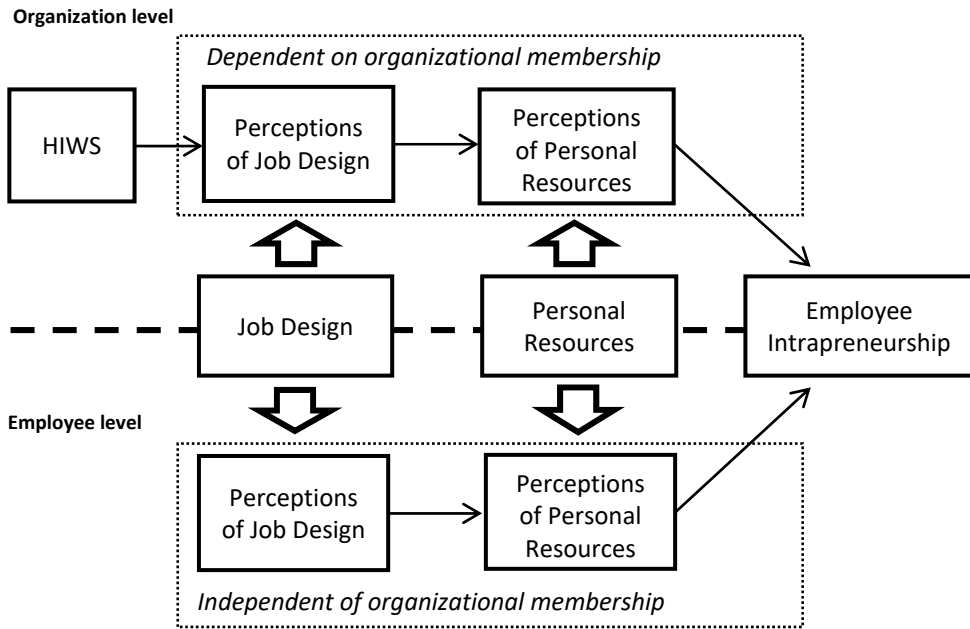 Organization level
Dependent on organizational membership
HIWS
Perceptions
of Job Design
Perceptions
of Personal
Resources
Job Design
Personal
Resources
Employee
Intrapreneurship
Employee level
Perceptions
of Job Design
Perceptions
of Personal
Resources
Independent of organizational membership